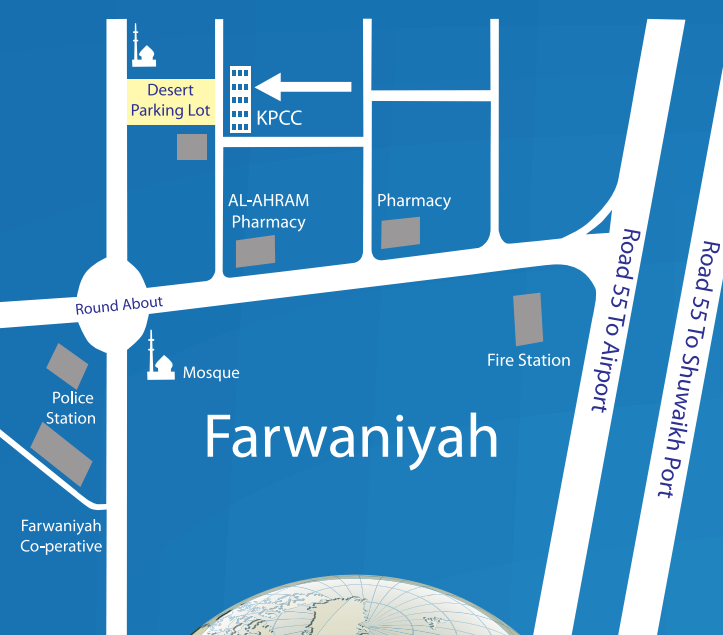 Desert
Parking Lot
KPCC
AL-AHRAM
Pharmacy
Pharmacy
Round About
Mosque
Fire Station
Road 55 To Airport
Road 55 To Shuwaikh Port
Police
Station
Farwaniyah
Farwaniyah
Co-perative